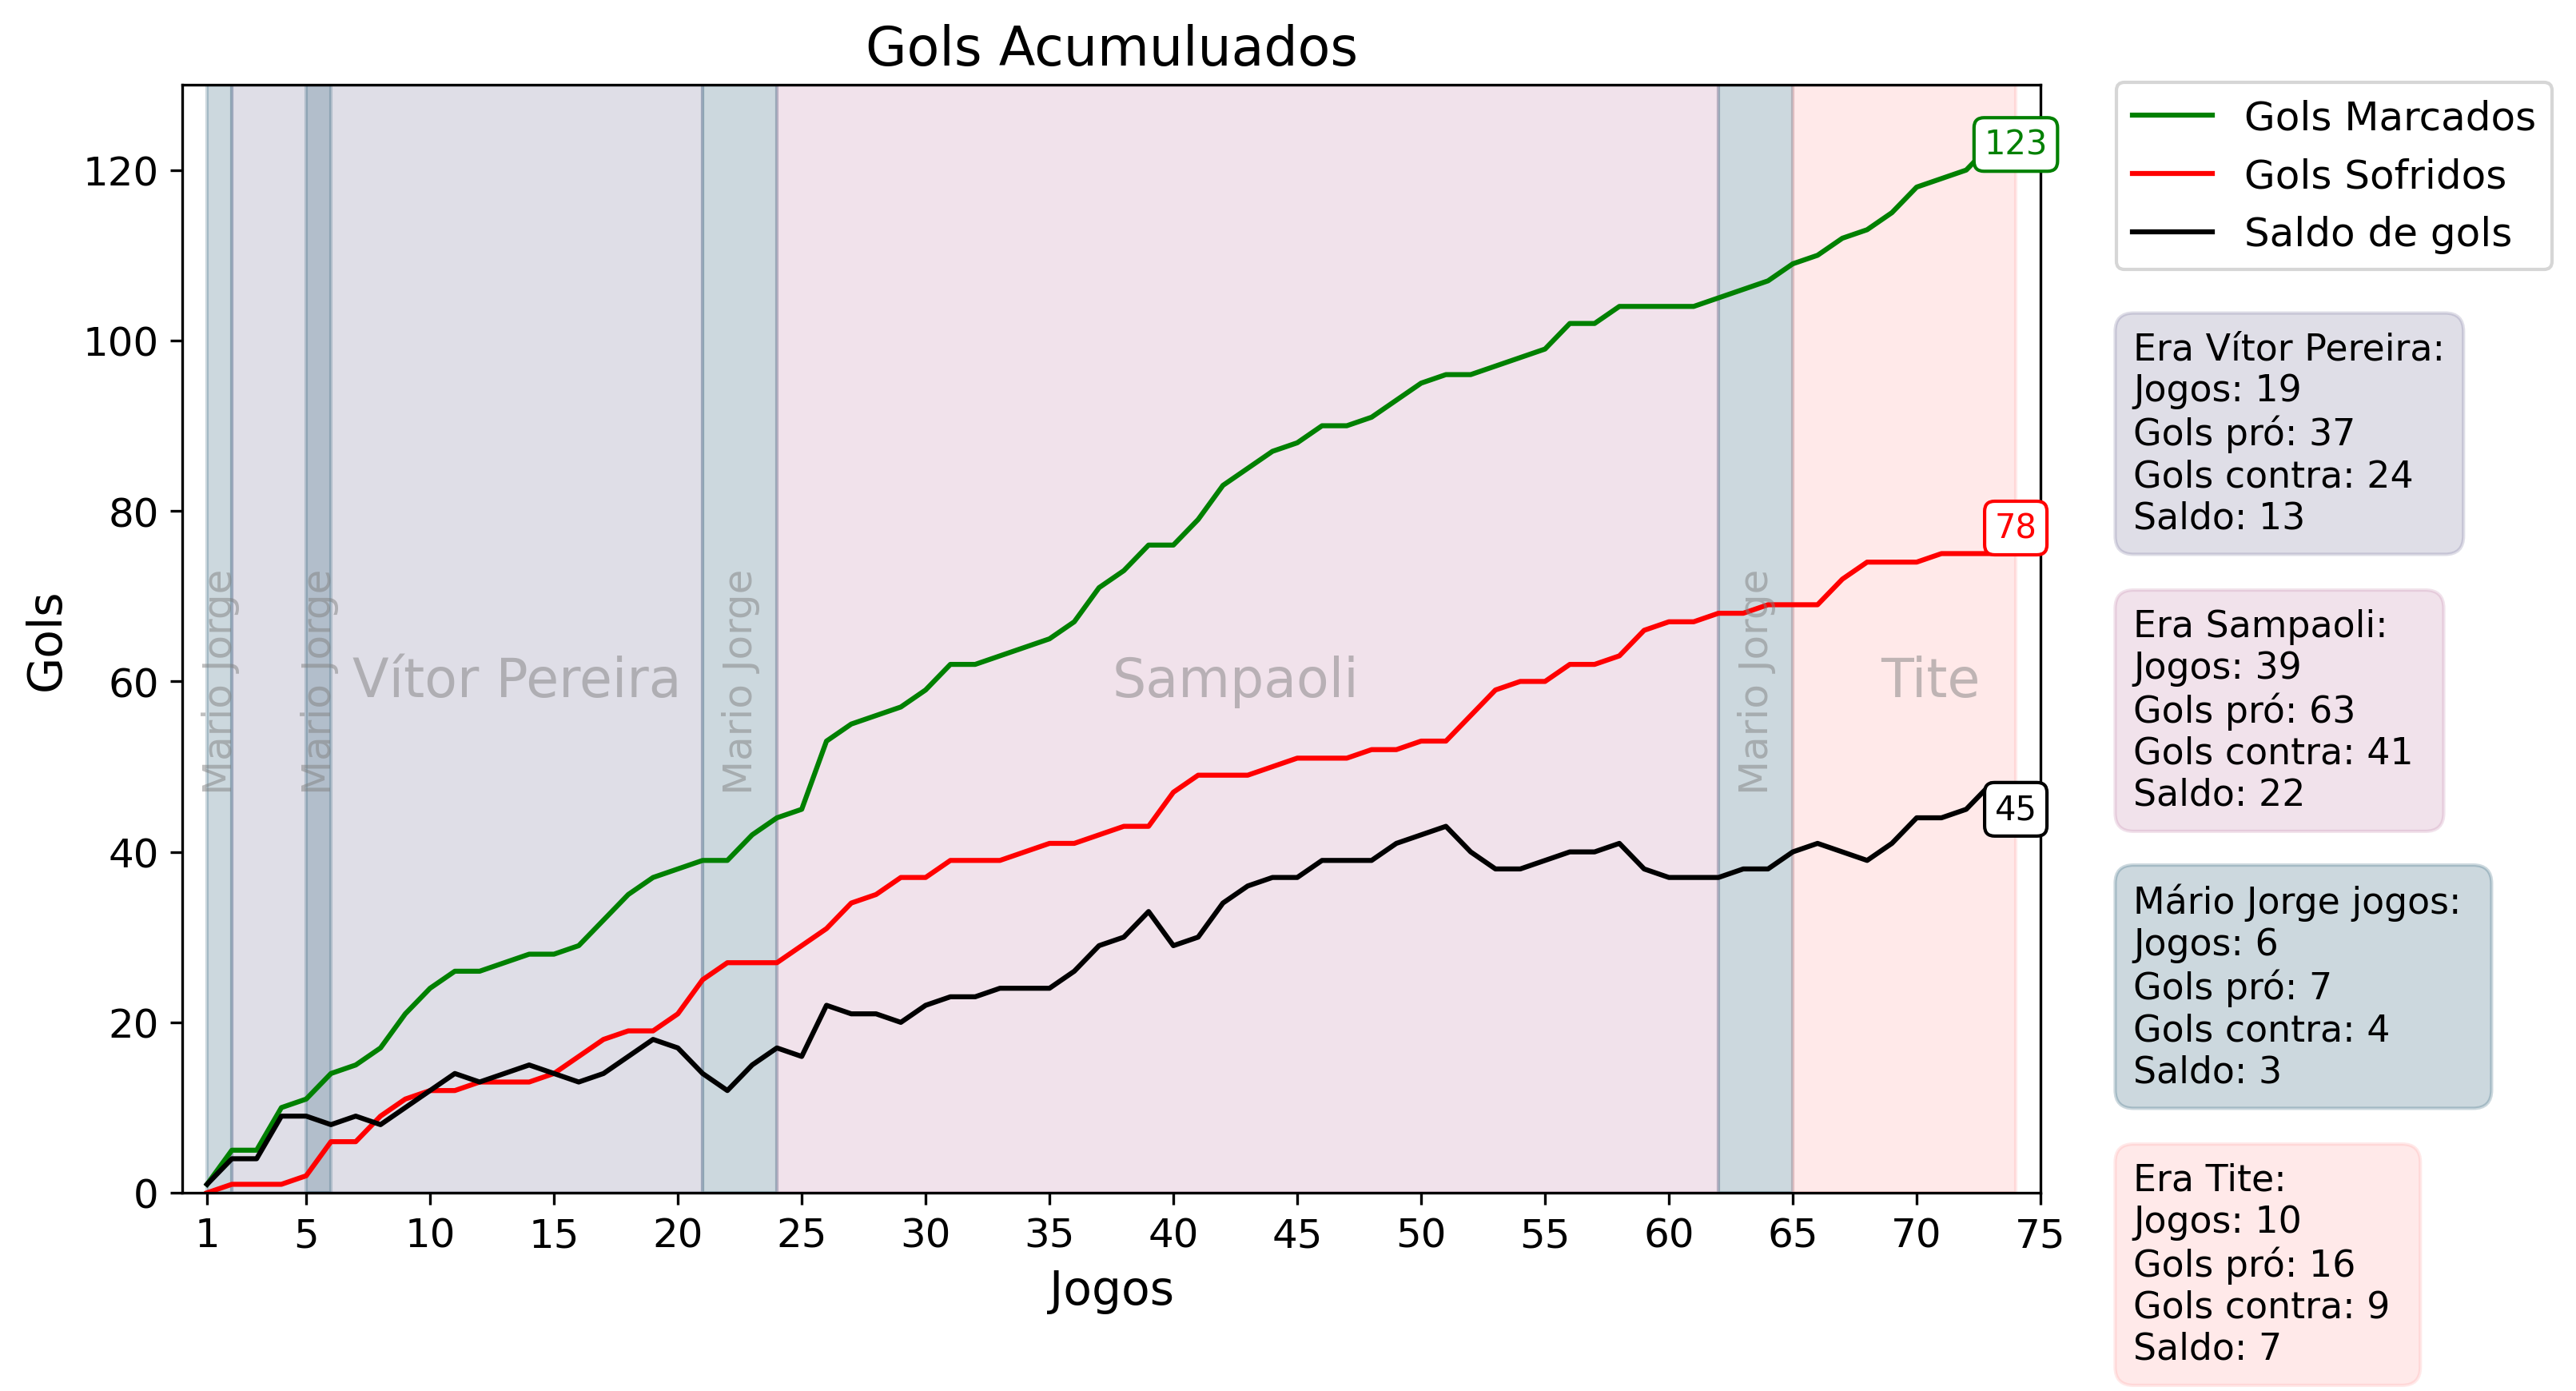 Gols Acumuluados
Gols
120
100
80
60
40
20
0
1 5 10 15 20 25 30 35 40 45 50 55 60 65 70 75
Jogos
Mario Jorge
Mario Jorge
Vítor Pereira
Mario Jorge
Sampaoli
Mario Jorge
Tite
123
78
45
Gols Marcados
Gols Sofridos
Saldo de gols
Era Vítor Pereira:
Jogos: 19
Gols pró: 37
Gols contra: 24
Saldo: 13
Era Sampaoli:
Jogos: 39
Gols pró: 63
Gols contra: 41
Saldo: 22
Mário Jorge jogos:
Jogos: 6
Gols pró: 7
Gols contra: 4
Saldo: 3
Era Tite:
Jogos: 10
Gols pró: 16
Gols contra: 9
Saldo: 7